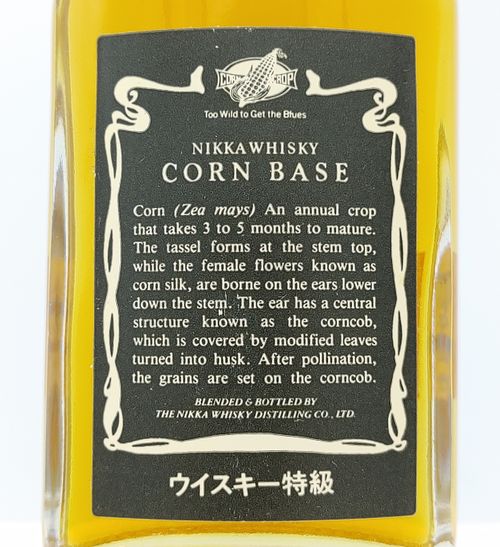 CORN CROP
Too Wild to Get the Blues
NIKKA WHISKY
CORN BASE
Corn (Zea mays) An annual crop
that takes 3 to 5 months to mature.
The tassel forms at the stem top,
while the female flowers known as
corn silk, are borne on the ears lower
down the stem. The ear has a central
structure known as the corncob,
which is covered by modified leaves
turned into husk. After pollination,
the grains are set on the corncob.
BLENDED & BOTTLED BY
THE NIKKA WHISKY DISTILLING CO., LTD.
ウイスキー特級